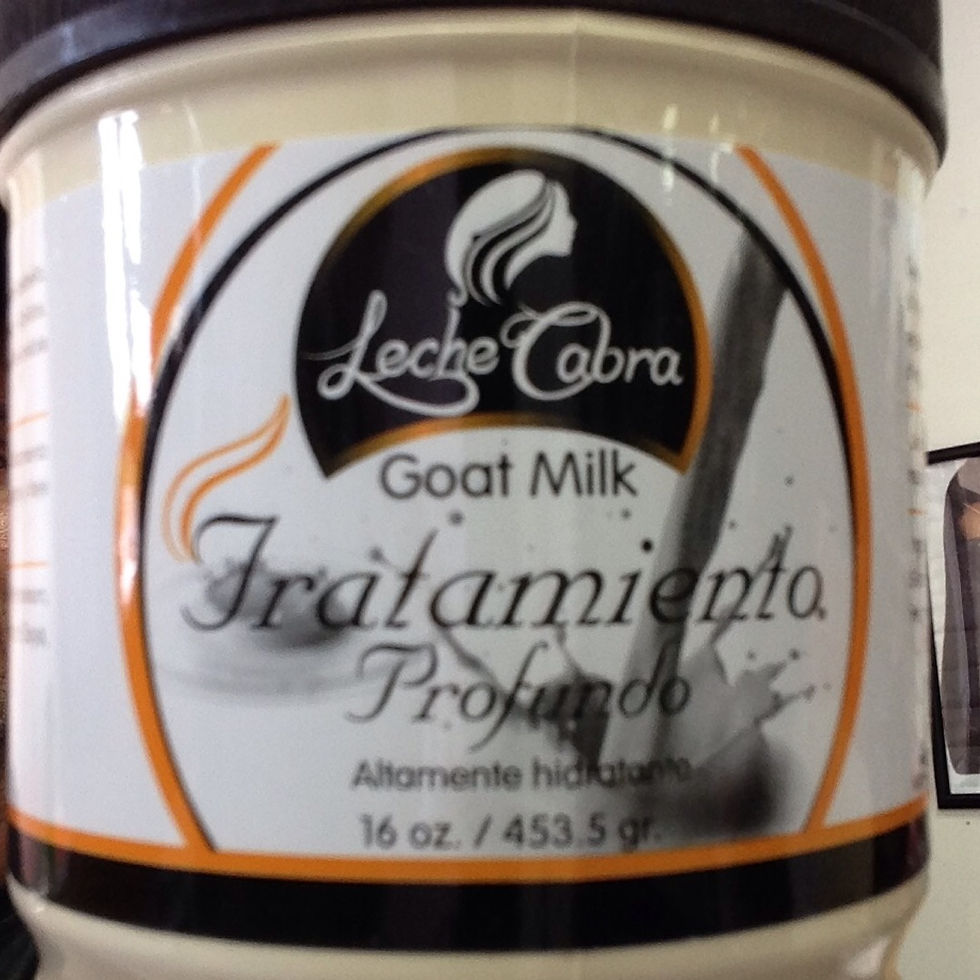 Leche Cabra
Goat Milk
Tratamiento
Profundo
Altamente hidratante
16 oz. / 453.5 gr.